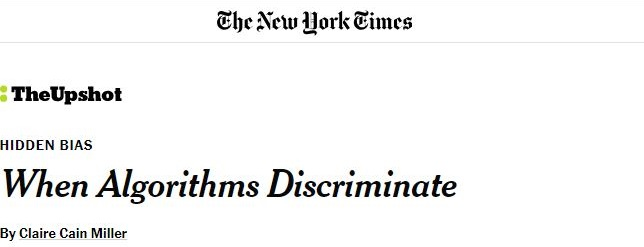 The New York Times
TheUpshot
HIDDEN BIAS
When Algorithms Discriminate
By Claire Cain Miller